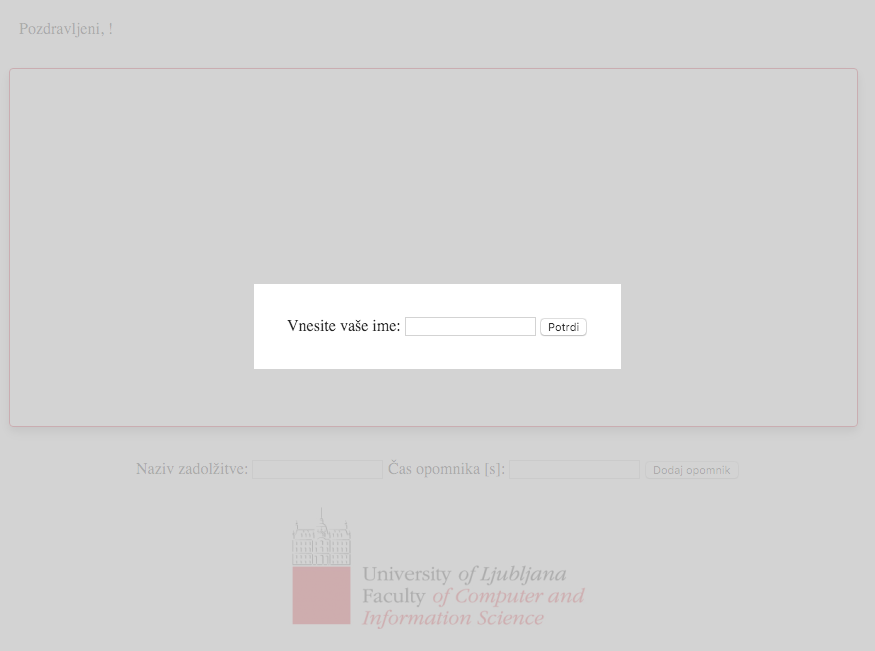 Pozdravljeni, !
Vnesite vaše ime: Potrdi
Naziv zadolžitve: Čas opomnika [s]: Dodaj opomnik
University of Ljubljana
Faculty of Computer and
Information Science